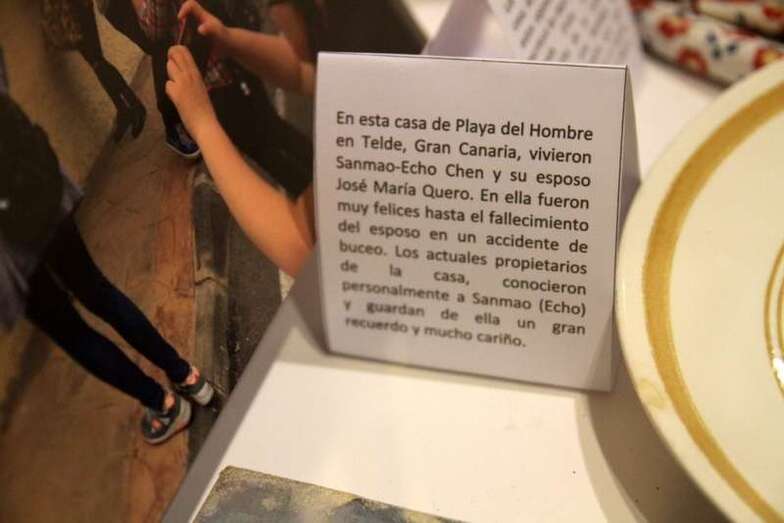 En esta casa de Playa del Hombre
en Telde, Gran Canaria, vivieron
Sanmao-Echo Chen y su esposo
José María Quero. En ella fueron
muy felices hasta el fallecimiento
del esposo en un accidente de
buceo. Los actuales propietarios
de la casa, conocieron
personalmente a Sanmao (Echo)
y guardan de ella un gran
recuerdo y mucho cariño.